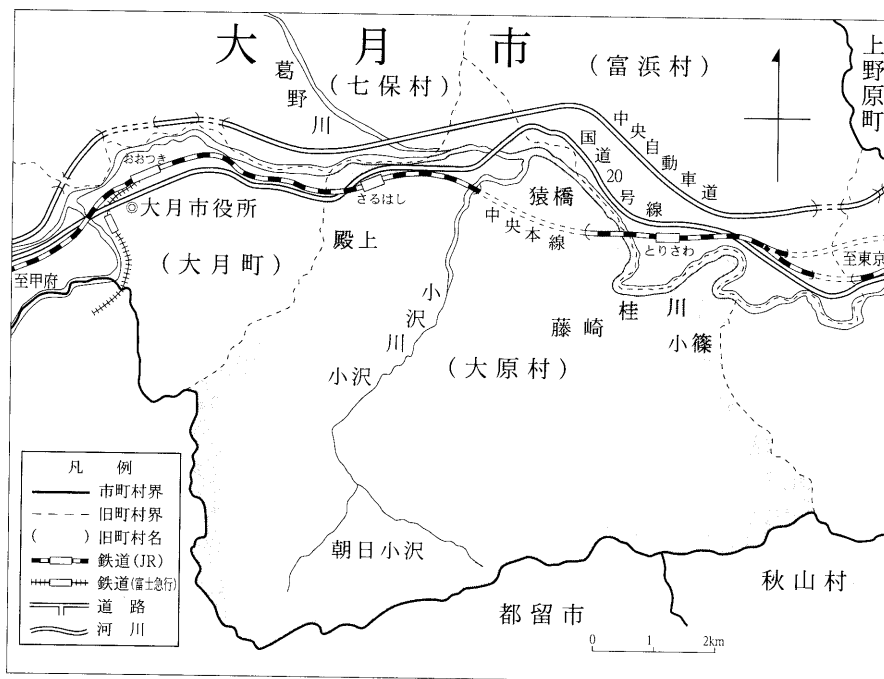 大月市
上野原町
(富浜村)
(七保村)
葛野川
中央自動車道
国道20号線
おおつき
さるはし
猿橋
◎大月市役所
殿上
中央本線
とりさわ
至東京
(大月町)
至甲府
小沢川
藤崎
桂川
小篠
小沢
(大原村)
朝日小沢
秋山村
都留市
凡例
市町村界
旧町村界
( ) 旧町村名
鉄道(JR)
鉄道(富士急行)
道路
河川
0 1 2km